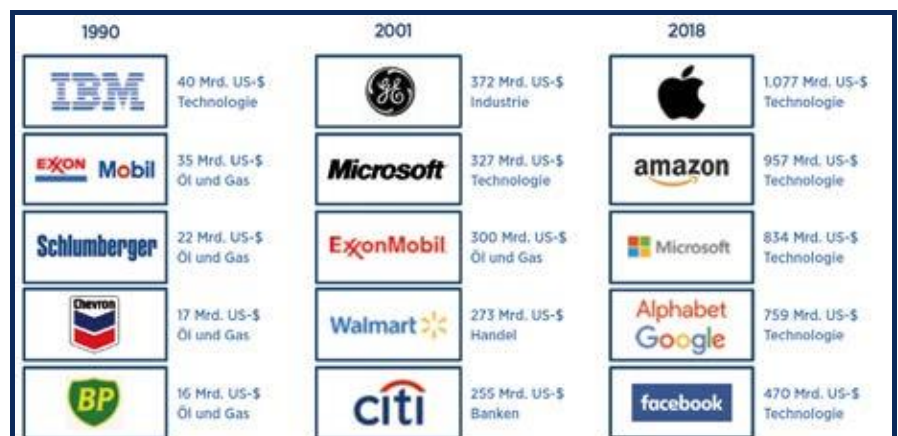 1990
IBM
40 Mrd. US-$
Technologie
EXXON Mobil
35 Mrd. US-$
Öl und Gas
Schlumberger
22 Mrd. US-$
Öl und Gas
Chevron
17 Mrd. US-$
Öl und Gas
BP
16 Mrd. US-$
Öl und Gas
2001
GE
372 Mrd. US-$
Industrie
Microsoft
327 Mrd. US-$
Technologie
ExxonMobil
300 Mrd. US-$
Öl und Gas
Walmart
273 Mrd. US-$
Handel
citi
255 Mrd. US-$
Banken
2018
1.077 Mrd. US-$
Technologie
amazon
957 Mrd. US-$
Technologie
Microsoft
834 Mrd. US-$
Technologie
Alphabet
Google
759 Mrd. US-$
Technologie
facebook
470 Mrd. US-$
Technologie